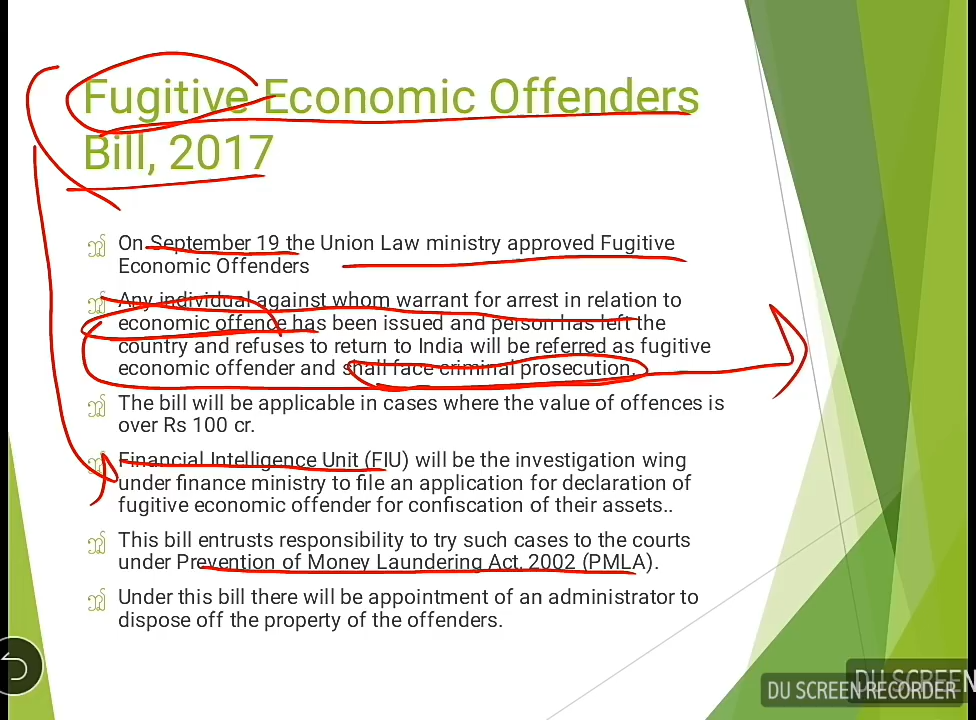 Fugitive Economic Offenders
Bill, 2017
On September 19 the Union Law ministry approved Fugitive
Economic Offenders
Any individual against whom warrant for arrest in relation to
economic offence has been issued and person has left the
country and refuses to return to India will be referred as fugitive
economic offender and shall face criminal prosecution.
The bill will be applicable in cases where the value of offences is
over Rs 100 cr.
Financial Intelligence Unit (FIU) will be the investigation wing
under finance ministry to file an application for declaration of
fugitive economic offender for confiscation of their assets..
This bill entrusts responsibility to try such cases to the courts
under Prevention of Money Laundering Act, 2002 (PMLA).
Under this bill there will be appointment of an administrator to
dispose off the property of the offenders.
DU SCREEN
DU SCREEN RECORDER